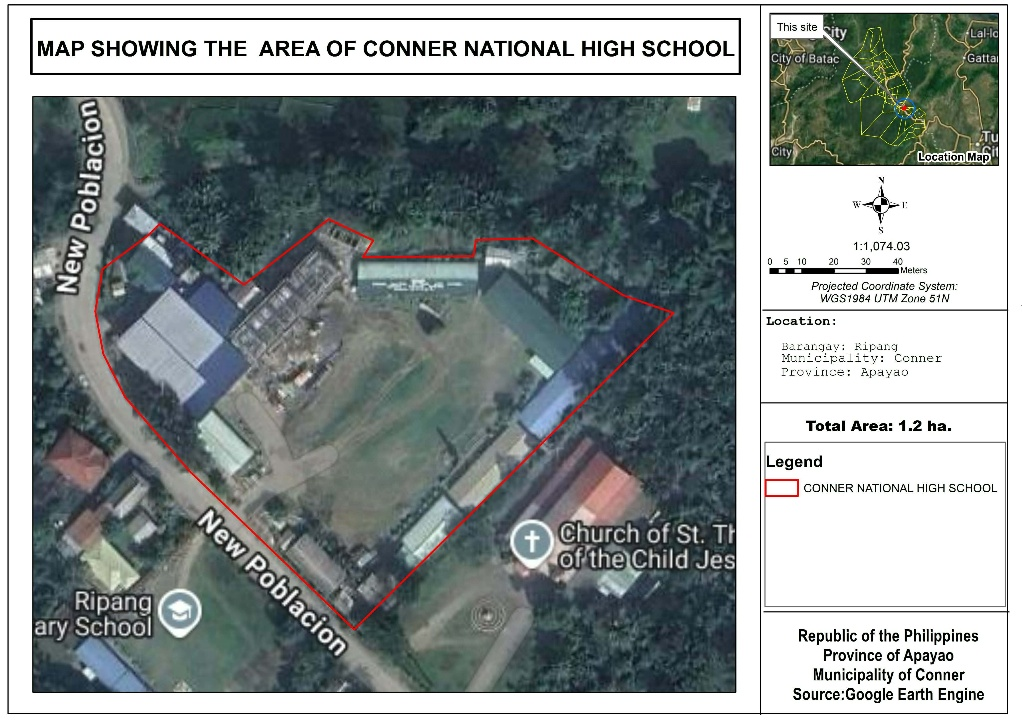 MAP SHOWING THE AREA OF CONNER NATIONAL HIGH SCHOOL
New Poblacion
New Poblacion
Church of St. Th
of the Child Jes
Ripang
ary School
This site
City
City of Batac
Lal-lo
Gattar
City
Tu
Cit
Location Map
N
W
E
S
1:1,074.03
0 5 10 20 30 40
Meters
Projected Coordinate System:
WGS1984 UTM Zone 51N
Location:
Barangay: Ripang
Municipality: Conner
Province: Apayao
Total Area: 1.2 ha.
Legend
CONNER NATIONAL HIGH SCHOOL
Republic of the Philippines
Province of Apayao
Municipality of Conner
Source:Google Earth Engine